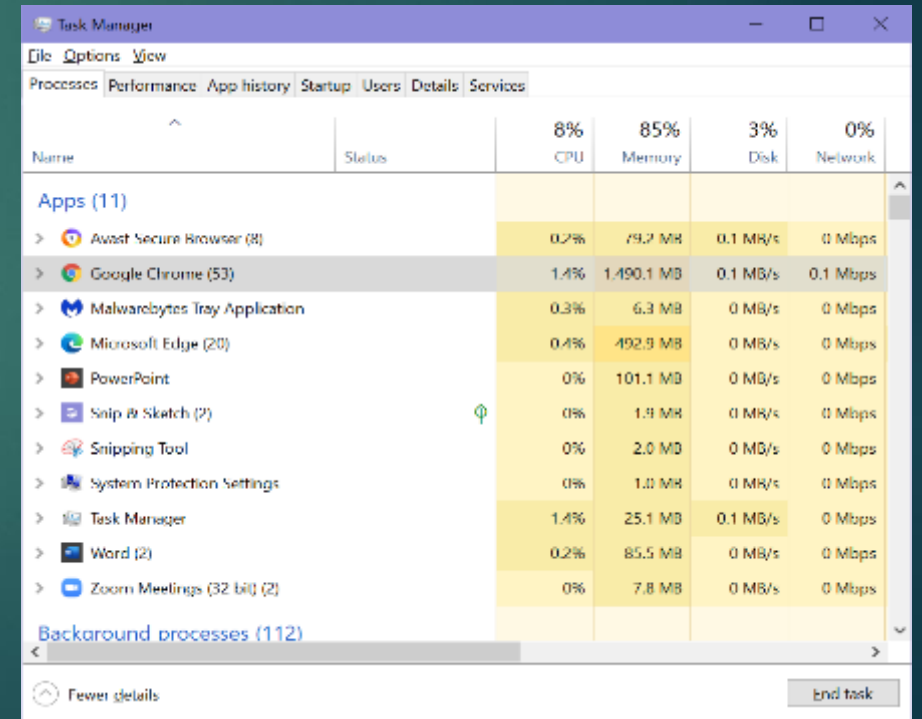 Task Manager
File Options View
Processes Performance App history Startup Users Details Services
8% 85% 3% 0%
Name Status CPU Memory Disk Network
Apps (11)
Avast Secure Browser (8) 0.2% 79.2 MB 0.1 MB/s 0 Mbps
Google Chrome (53) 1.4% 1,490.1 MB 0.1 MB/s 0.1 Mbps
Malwarebytes Tray Application 0.3% 6.3 MB 0 MB/s 0 Mbps
Microsoft Edge (20) 0.4% 492.9 MB 0 MB/s 0 Mbps
PowerPoint 0% 101.1 MB 0 MB/s 0 Mbps
Snip & Sketch (2) 0% 1.9 MB 0 MB/s 0 Mbps
Snipping Tool 0% 2.0 MB 0 MB/s 0 Mbps
System Protection Settings 0% 1.0 MB 0 MB/s 0 Mbps
Task Manager 1.4% 25.1 MB 0.1 MB/s 0 Mbps
Word (2) 0.2% 85.5 MB 0 MB/s 0 Mbps
Zoom Meetings (32 bit) (2) 0% 7.8 MB 0 MB/s 0 Mbps
Background processes (112)
Fewer details End task